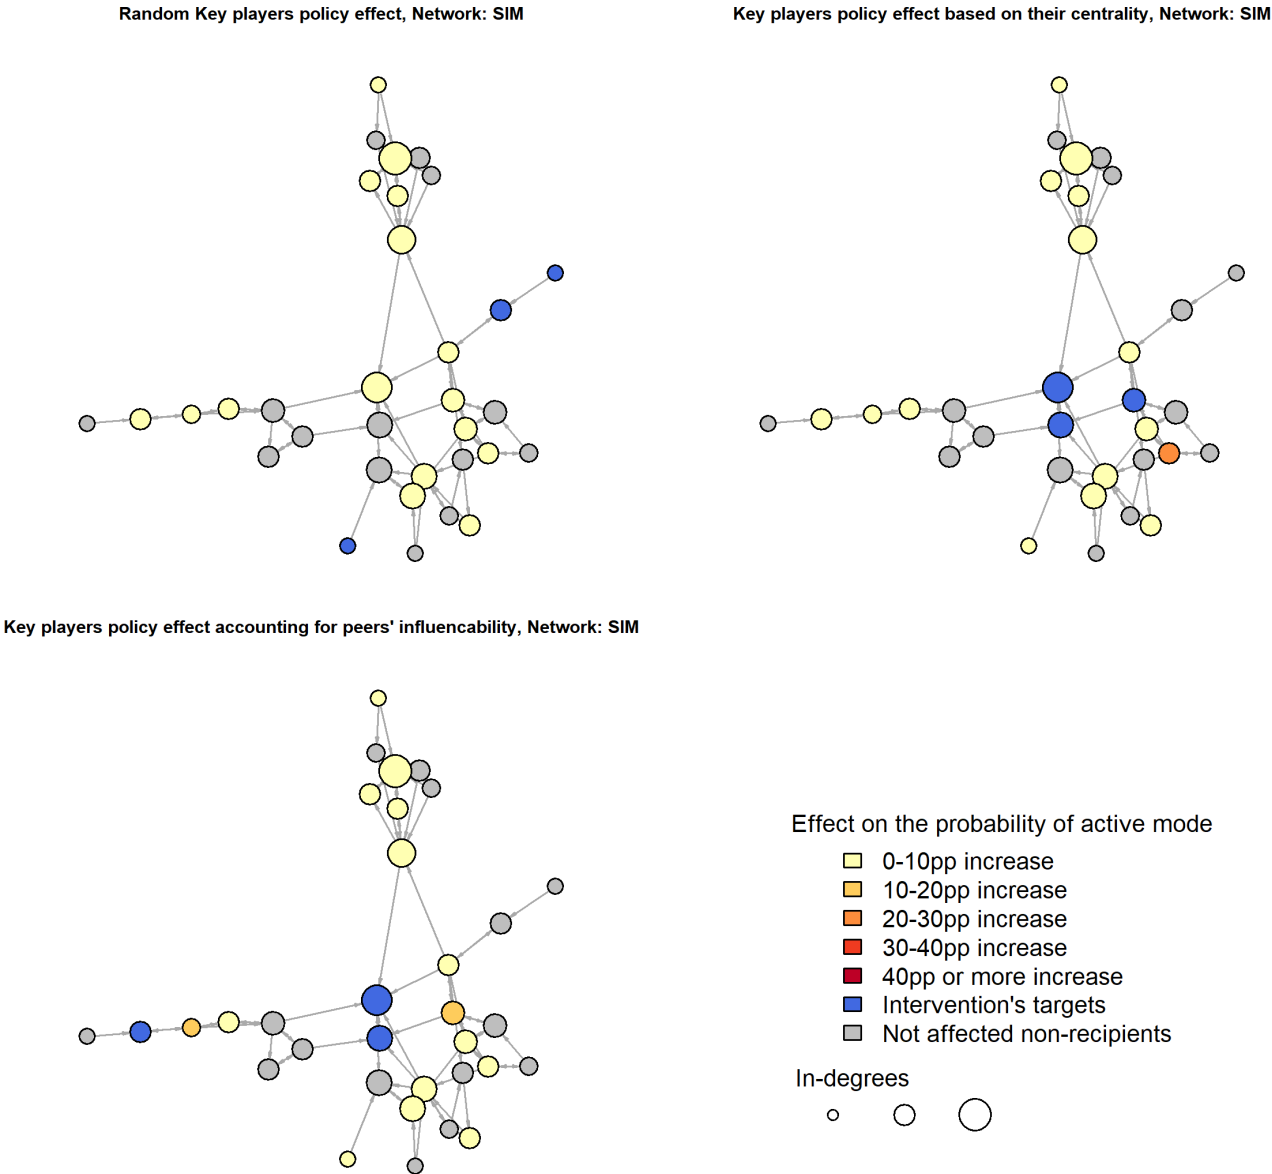 Random Key players policy effect, Network: SIM
Key players policy effect based on their centrality, Network: SIM
Key players policy effect accounting for peers' influencability, Network: SIM
Effect on the probability of active mode
0-10pp increase
10-20pp increase
20-30pp increase
30-40pp increase
40pp or more increase
Intervention's targets
Not affected non-recipients
In-degrees